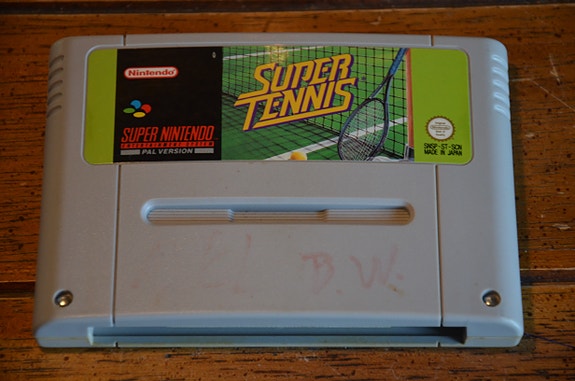 Nintendo
SUPER NINTENDO
ENTERTAINMENT SYSTEM
PAL VERSION
SUPER
TENNIS
SNSP-ST-SCN
MADE IN JAPAN
B.W.